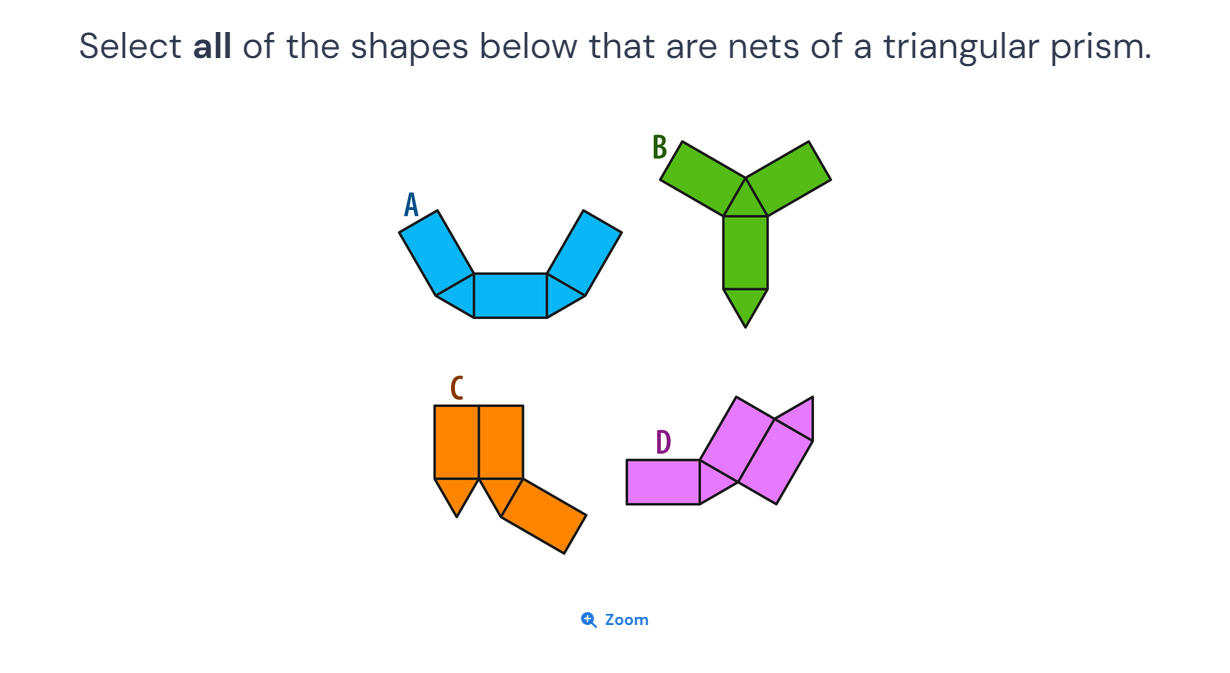 Select all of the shapes below that are nets of a triangular prism.
B
A
C
D
Zoom